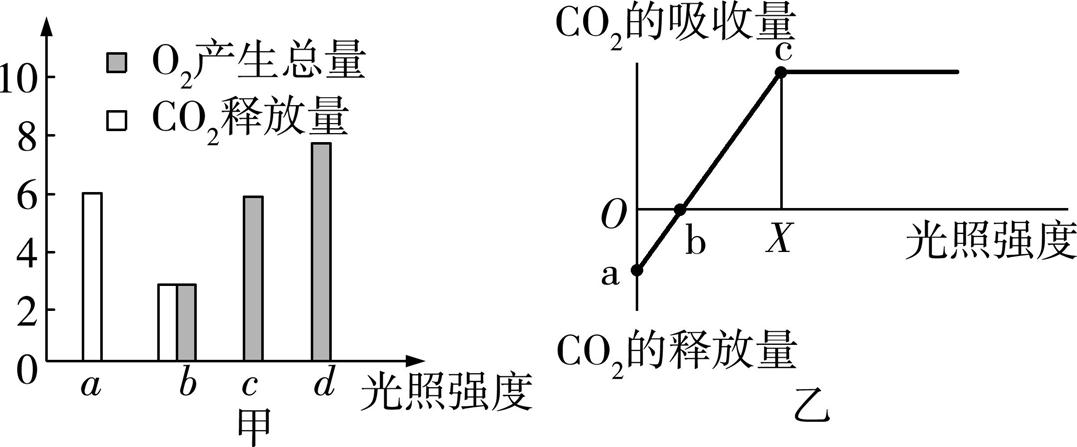 O₂产生总量
CO₂释放量
10
8
6
4
2
0
a b c d 光照强度
甲
CO₂的吸收量
c
O
b
X
光照强度
a
CO₂的释放量
乙